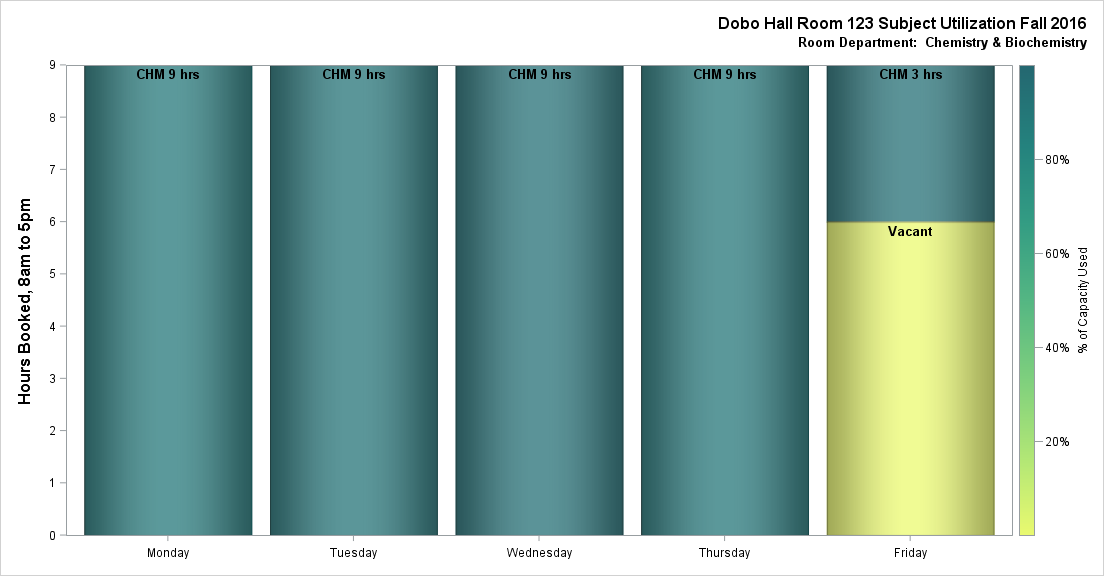 Dobo Hall Room 123 Subject Utilization Fall 2016
Room Department:  Chemistry & Biochemistry
Hours Booked, 8am to 5pm
9
8
7
6
5
4
3
2
1
0
CHM 9 hrs
CHM 9 hrs
CHM 9 hrs
CHM 9 hrs
CHM 3 hrs
Vacant
Monday
Tuesday
Wednesday
Thursday
Friday
80%
60%
40%
20%
% of Capacity Used